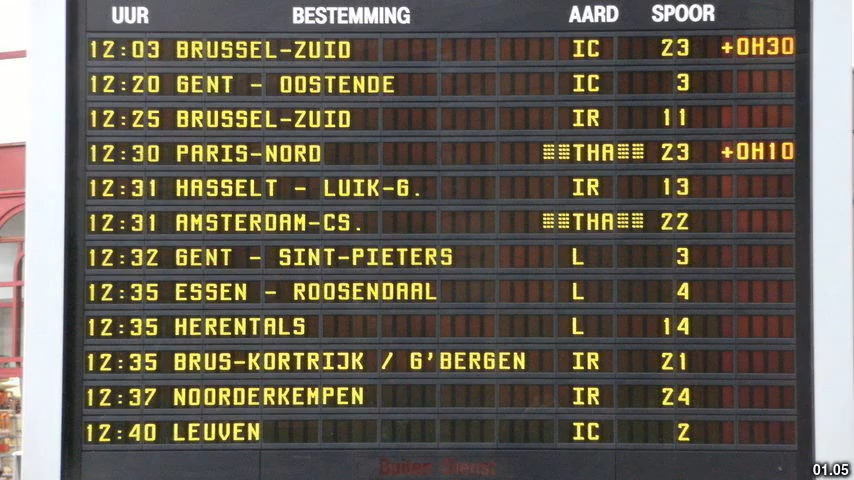 UUR BESTEMMING AARD SPOOR
12:03 BRUSSEL-ZUID IC 23 +0H30
12:20 GENT - OOSTENDE IC 3
12:25 BRUSSEL-ZUID IR 11
12:30 PARIS-NORD THA 23 +0H10
12:31 HASSELT - LUIK-G. IR 13
12:31 AMSTERDAM-CS. THA 22
12:32 GENT - SINT-PIETERS L 3
12:35 ESSEN - ROOSENDAAL L 4
12:35 HERENTALS L 14
12:35 BRUS-KORTRIJK / G'BERGEN IR 21
12:37 NOORDERKEMPEN IR 24
12:40 LEUVEN IC 2
Buiten dienst
01.05